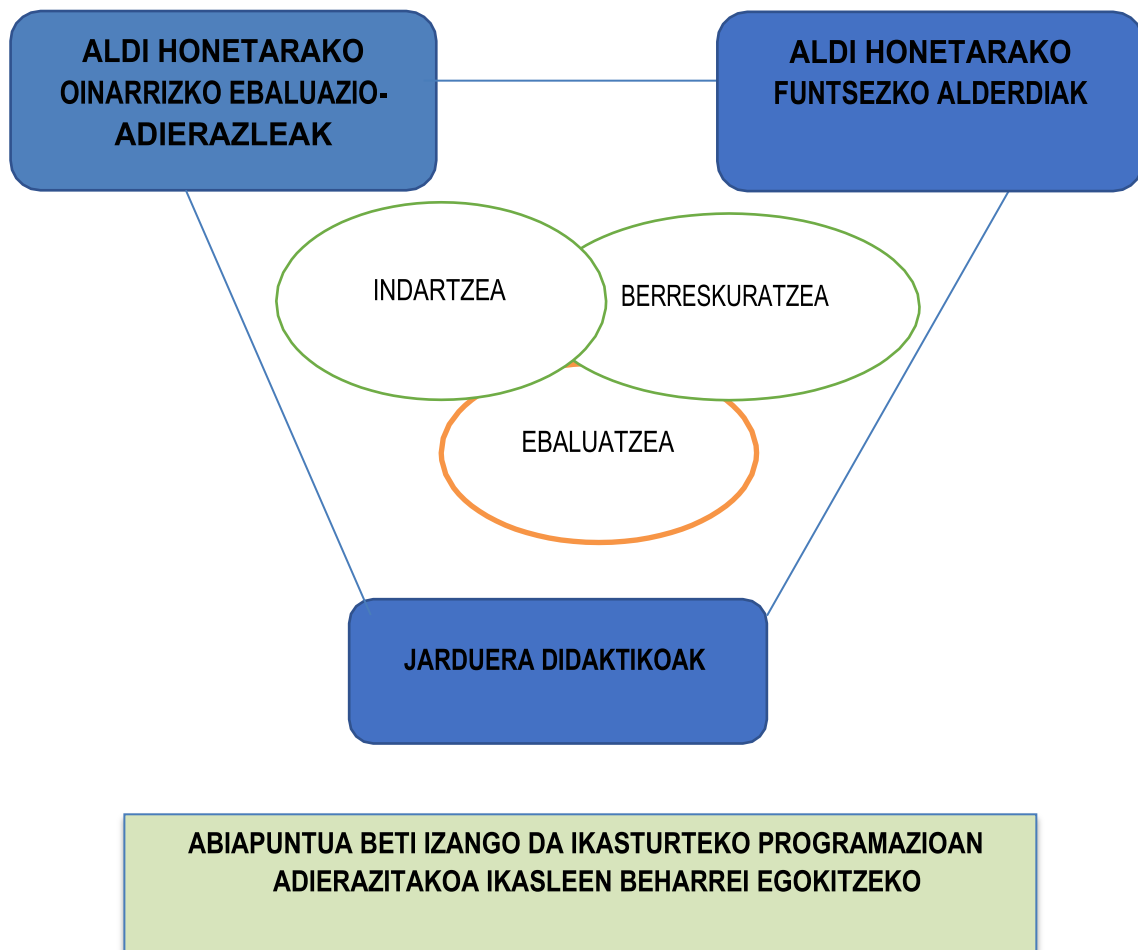 ALDI HONETARAKO
OINARRIZKO EBALUAZIO-
ADIERAZLEAK
ALDI HONETARAKO
FUNTSEZKO ALDERDIAK
INDARTZEA
BERRESKURATZEA
EBALUATZEA
JARDUERA DIDAKTIKOAK
ABIAPUNTUA BETI IZANGO DA IKASTURTEKO PROGRAMAZIOAN
ADIERAZITAKOA IKASLEEN BEHARREI EGOKITZEKO